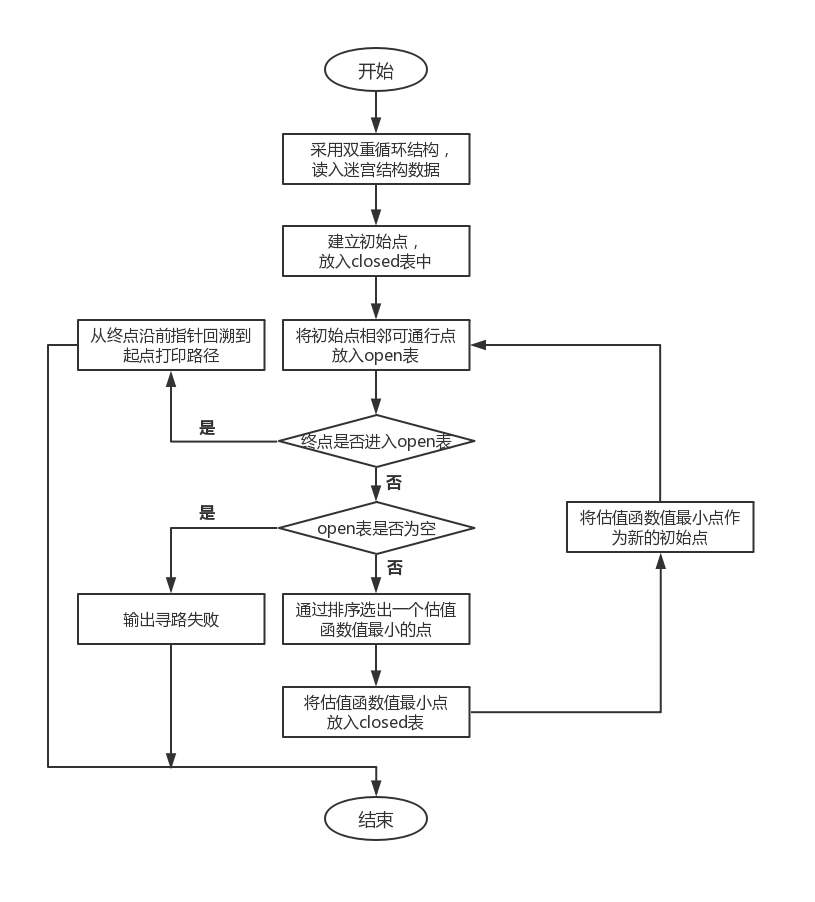 开始
采用双重循环结构，
读入迷宫结构数据
建立初始点，
放入closed表中
从终点沿前指针回溯到
起点打印路径
将初始点相邻可通行点
放入open表
是
终点是否进入open表
否
是
open表是否为空
否
将估值函数值最小点作
为新的初始点
输出寻路失败
通过排序选出一个估值
函数值最小的点
将估值函数值最小点
放入closed表
结束